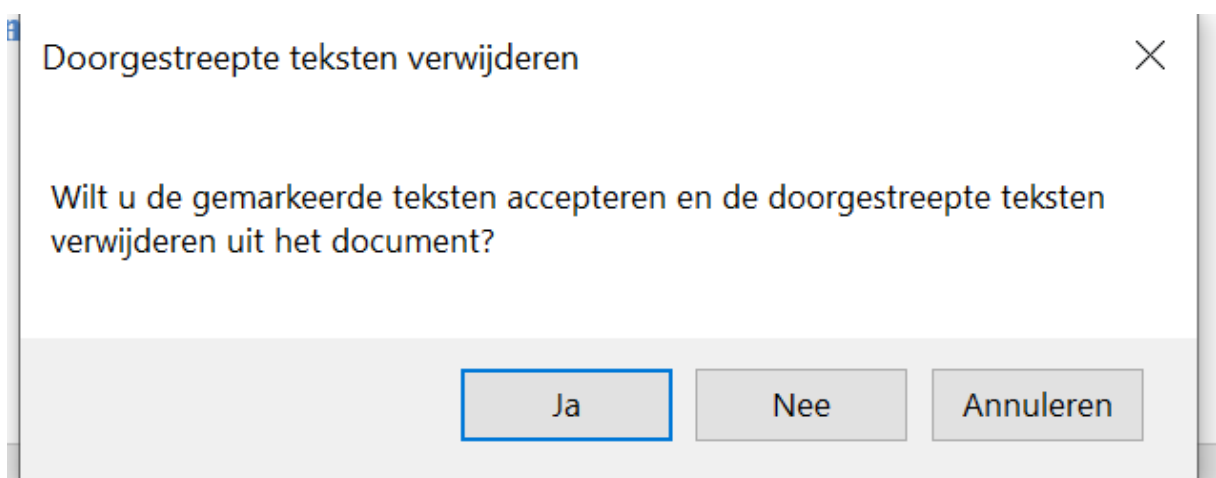 Doorgestreepte teksten verwijderen
Wilt u de gemarkeerde teksten accepteren en de doorgestreepte teksten
verwijderen uit het document?
Ja
Nee
Annuleren